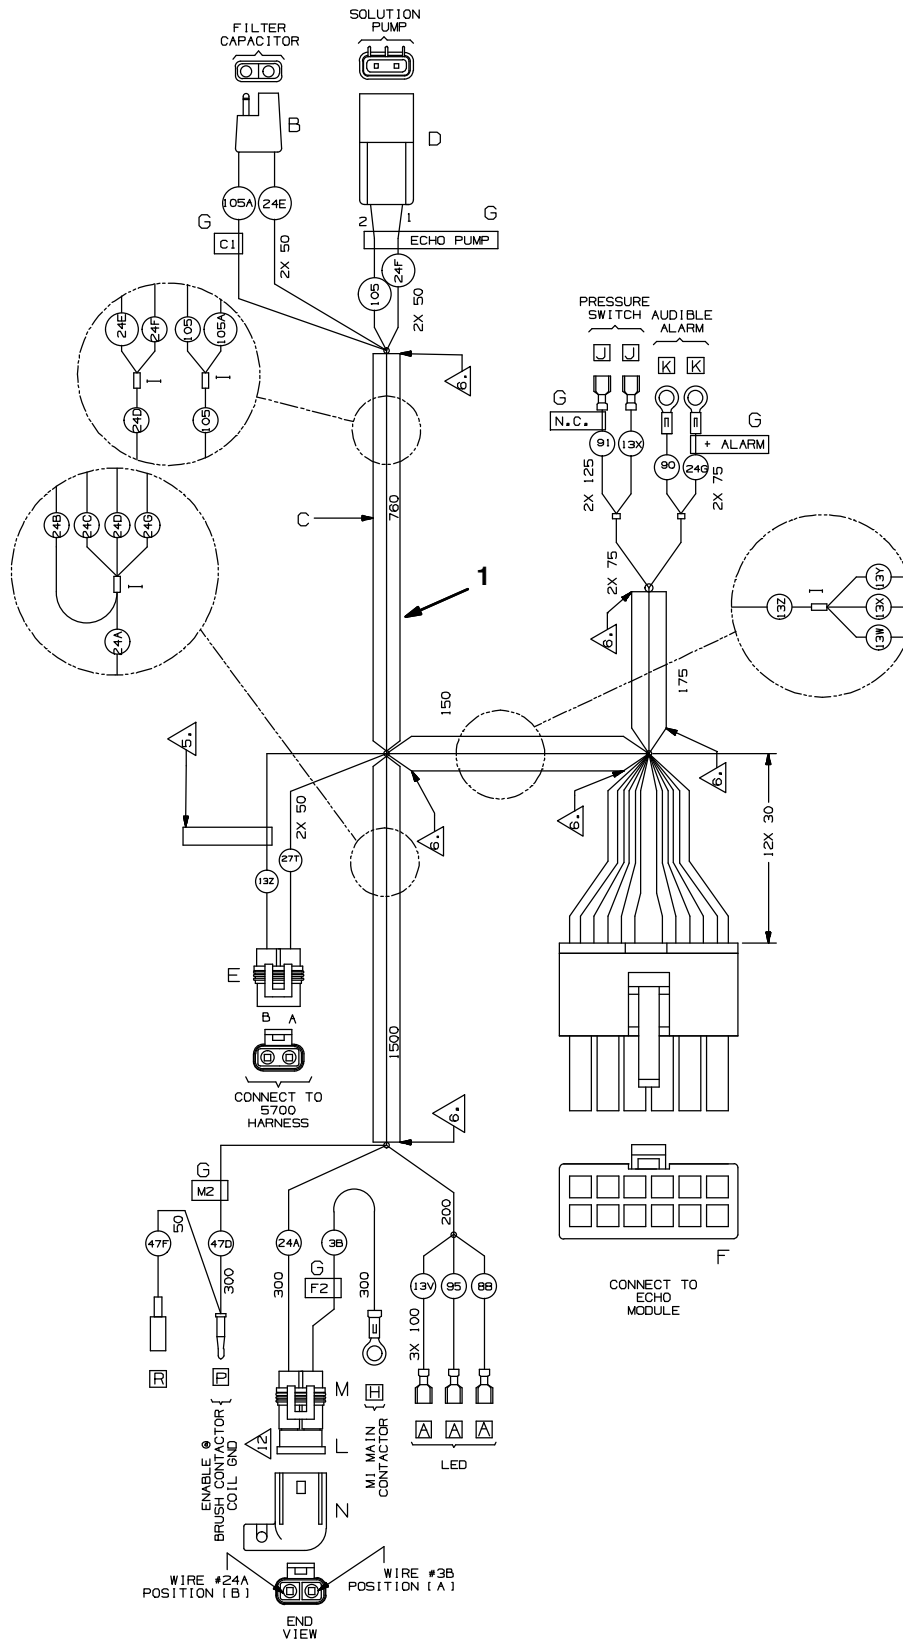 FILTER
CAPACITOR
SOLUTION
PUMP
B
D
105A
24E
G
C1
2X 50
2
1
G
ECHO PUMP
105
24F
2X 50
6.
24E
24F
105
105A
I
I
24D
105
PRESSURE
SWITCH
AUDIBLE
ALARM
J
J
K
K
G
N.C.
G
+ ALARM
91
13X
90
24G
2X 125
2X 75
2X 75
24B
24C
24D
24G
I
24A
C
760
1
6.
13Z
I
13Y
13X
13W
150
175
5.
6.
6.
6.
2X 50
27T
13Z
12X 30
E
B
A
CONNECT TO
5700
HARNESS
1500
6.
F
CONNECT TO
ECHO
MODULE
G
M2
50
47F
47D
300
24A
3B
300
G
F2
300
200
13V
95
88
3X 100
R
P
M
H
A
A
A
LED
12
L
ENABLE @
BRUSH CONTACTOR
COIL GND
M1 MAIN
CONTACTOR
N
WIRE #24A
POSITION [B]
WIRE #3B
POSITION [A]
END
VIEW